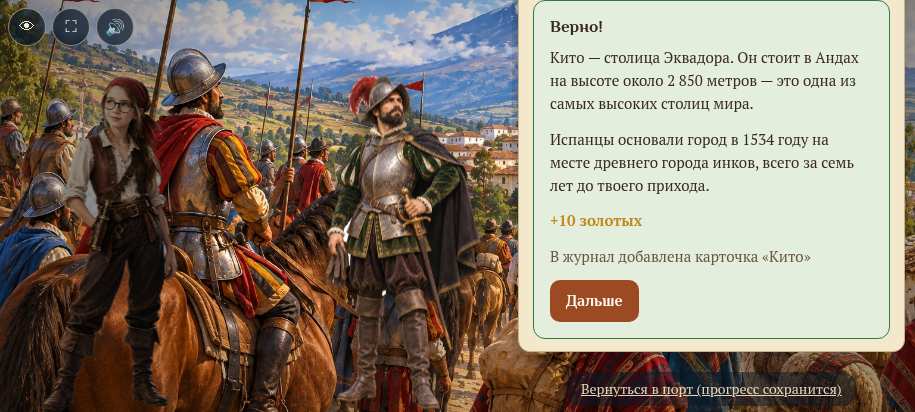 Верно!
Кито — столица Эквадора. Он стоит в Андах
на высоте около 2 850 метров — это одна из
самых высоких столиц мира.
Испанцы основали город в 1534 году на
месте древнего города инков, всего за семь
лет до твоего прихода.
+10 золотых
В журнал добавлена карточка «Кито»
Дальше
Вернуться в порт (прогресс сохранится)